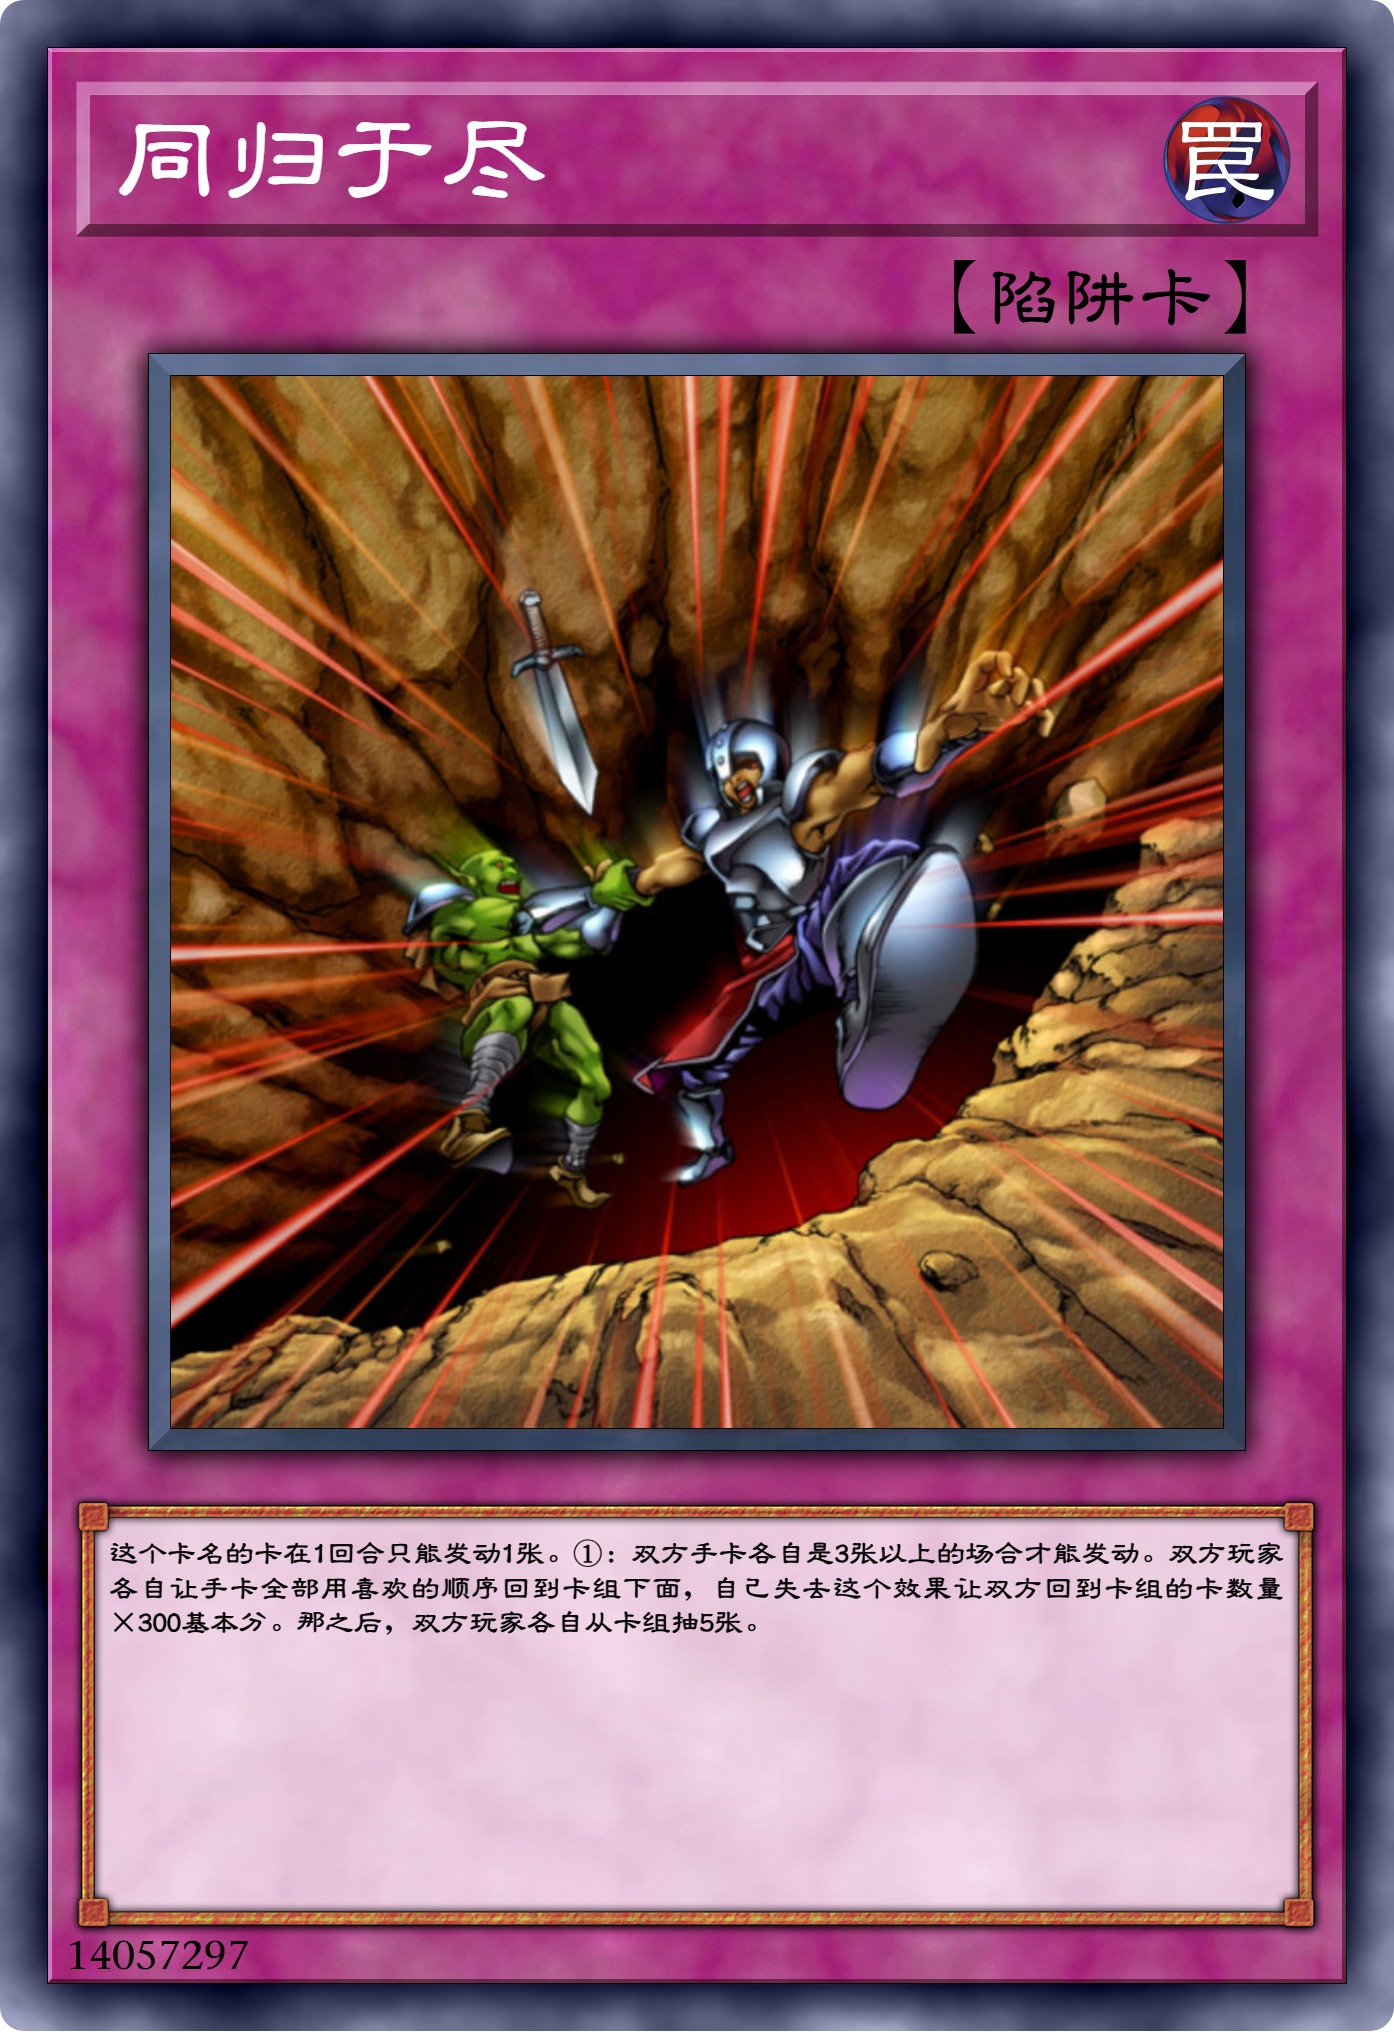 同归于尽
罠
【陷阱卡】
这个卡名的卡在1回合只能发动1张。①：双方手卡各自是3张以上的场合才能发动。双方玩家
各自让手卡全部用喜欢的顺序回到卡组下面，自己失去这个效果让双方回到卡组的卡数量
×300基本分。那之后，双方玩家各自从卡组抽5张。
14057297